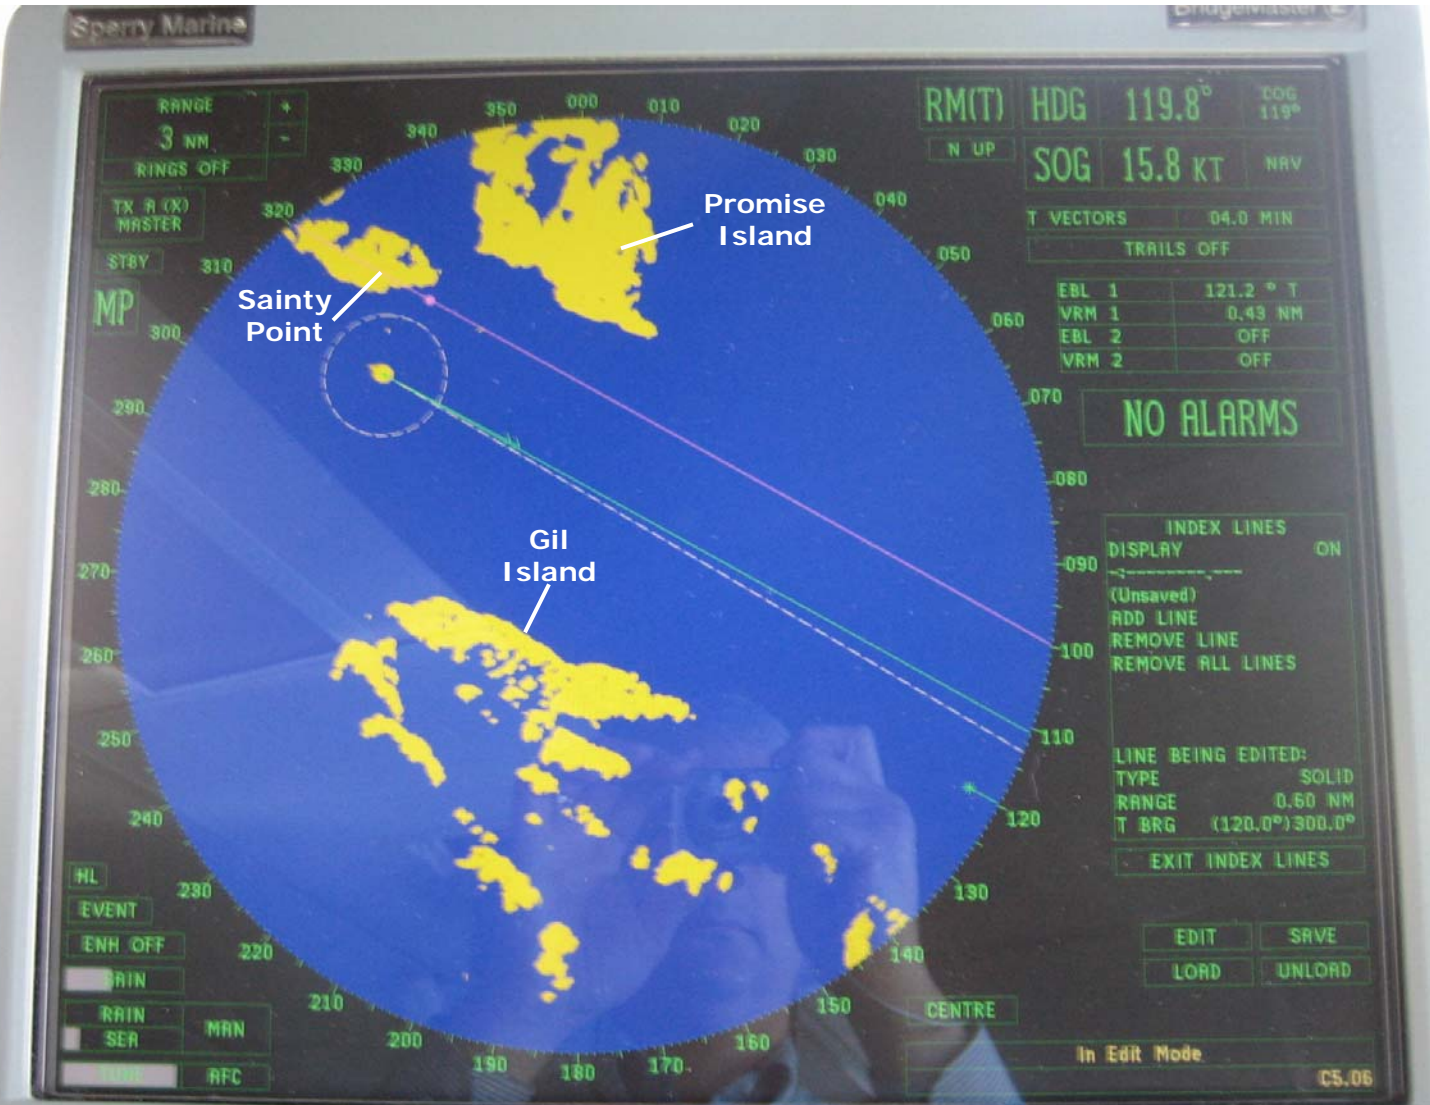 Sperry Marine
BridgeMaster E
RANGE
+
3 NM
-
RINGS OFF
TX A (X)
MASTER
STBY
MP
350
000
010
020
030
040
050
060
070
080
090
100
110
120
130
140
150
160
170
180
190
200
210
220
230
240
250
260
270
280
290
300
310
320
330
340
Promise
Island
Sainty
Point
Gil
Island
RM(T)
HDG
119.8°
COG
119°
N UP
SOG
15.8 KT
NAV
T VECTORS
04.0 MIN
TRAILS OFF
EBL 1
121.2 ° T
VRM 1
0.43 NM
EBL 2
OFF
VRM 2
OFF
NO ALARMS
INDEX LINES
DISPLAY
ON
(Unsaved)
ADD LINE
REMOVE LINE
REMOVE ALL LINES
LINE BEING EDITED:
TYPE
SOLID
RANGE
0.60 NM
T BRG
(120.0°)300.0°
EXIT INDEX LINES
EDIT
SAVE
LOAD
UNLOAD
CENTRE
In Edit Mode
C5.06
HL
EVENT
ENH OFF
GAIN
RAIN
SEA
MAN
TUNE
AFC